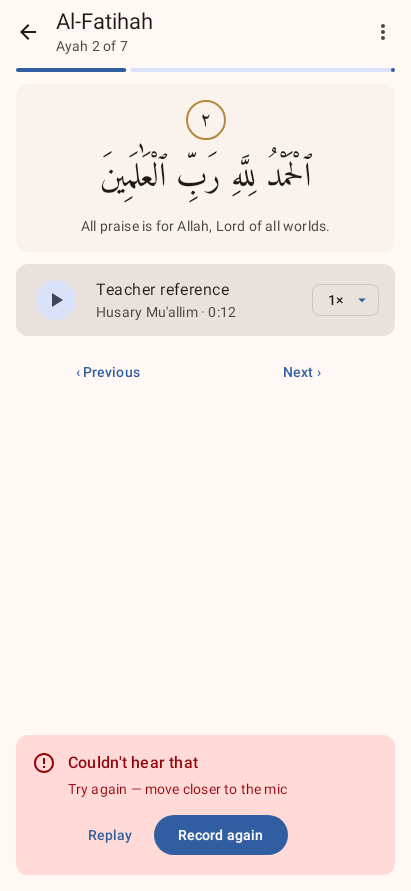 Al-Fatihah
Ayah 2 of 7
٢
ٱلْحَمْدُ لِلَّهِ رَبِّ ٱلْعَٰلَمِينَ
All praise is for Allah, Lord of all worlds.
Teacher reference
Husary Mu'allim · 0:12
1×
‹ Previous
Next ›
Couldn't hear that
Try again — move closer to the mic
Replay
Record again